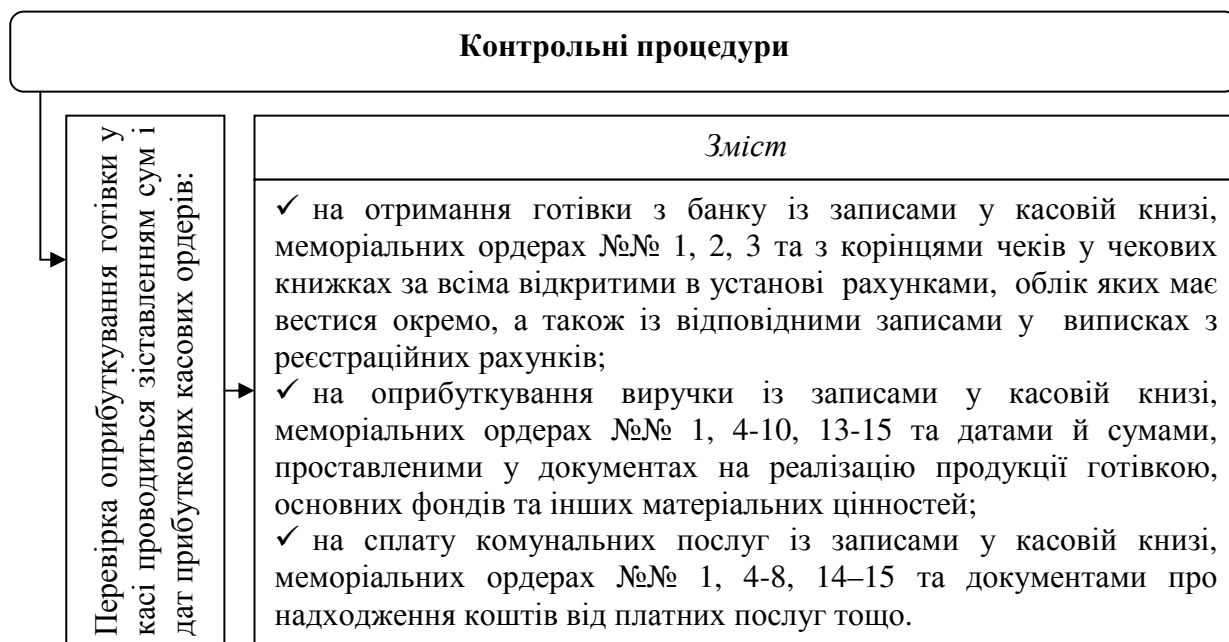 Контрольні процедури
Перевірка оприбуткування готівки у
касі проводиться зіставленням сум і
дат прибуткових касових ордерів:
Зміст
✓ на отримання готівки з банку із записами у касовій книзі,
меморіальних ордерах №№ 1, 2, 3 та з корінцями чеків у чекових
книжках за всіма відкритими в установі рахунками, облік яких має
вестися окремо, а також із відповідними записами у виписках з
реєстраційних рахунків;
✓ на оприбуткування виручки із записами у касовій книзі,
меморіальних ордерах №№ 1, 4-10, 13-15 та датами й сумами,
проставленими у документах на реалізацію продукції готівкою,
основних фондів та інших матеріальних цінностей;
✓ на сплату комунальних послуг із записами у касовій книзі,
меморіальних ордерах №№ 1, 4-8, 14–15 та документами про
надходження коштів від платних послуг тощо.